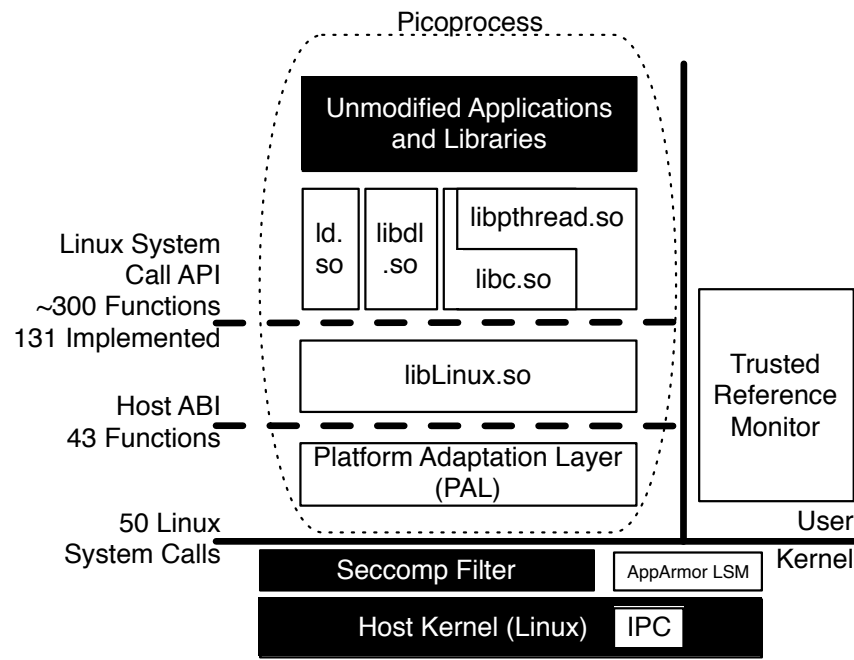 Picoprocess
Unmodified Applications
and Libraries
ld.
so
libdl
.so
libpthread.so
libc.so
Linux System
Call API
~300 Functions
131 Implemented
libLinux.so
Host ABI
43 Functions
Platform Adaptation Layer
(PAL)
Trusted
Reference
Monitor
50 Linux
System Calls
User
Kernel
Seccomp Filter
AppArmor LSM
Host Kernel (Linux)
IPC